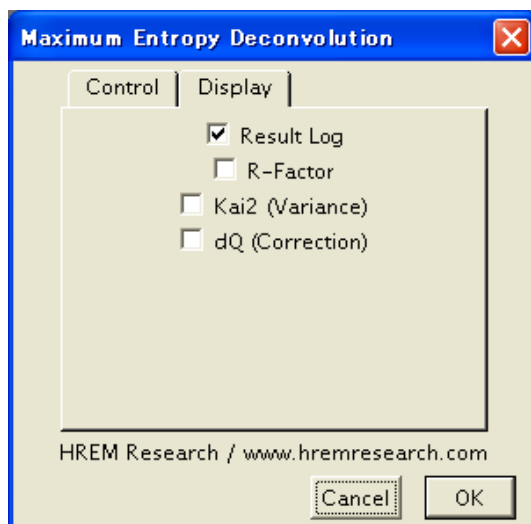 Maximum Entropy Deconvolution
Control Display
Result Log
R-Factor
Kai2 (Variance)
dQ (Correction)
HREM Research / www.hremresearch.com
Cancel OK